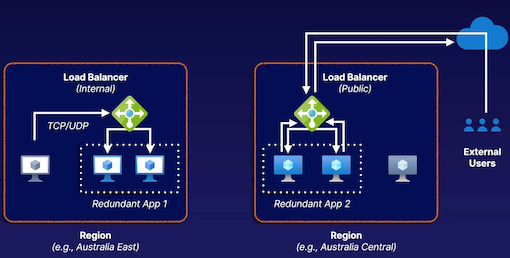 Load Balancer
(Internal)
TCP/UDP
Redundant App 1
Region
(e.g., Australia East)
Load Balancer
(Public)
Redundant App 2
Region
(e.g., Australia Central)
External
Users